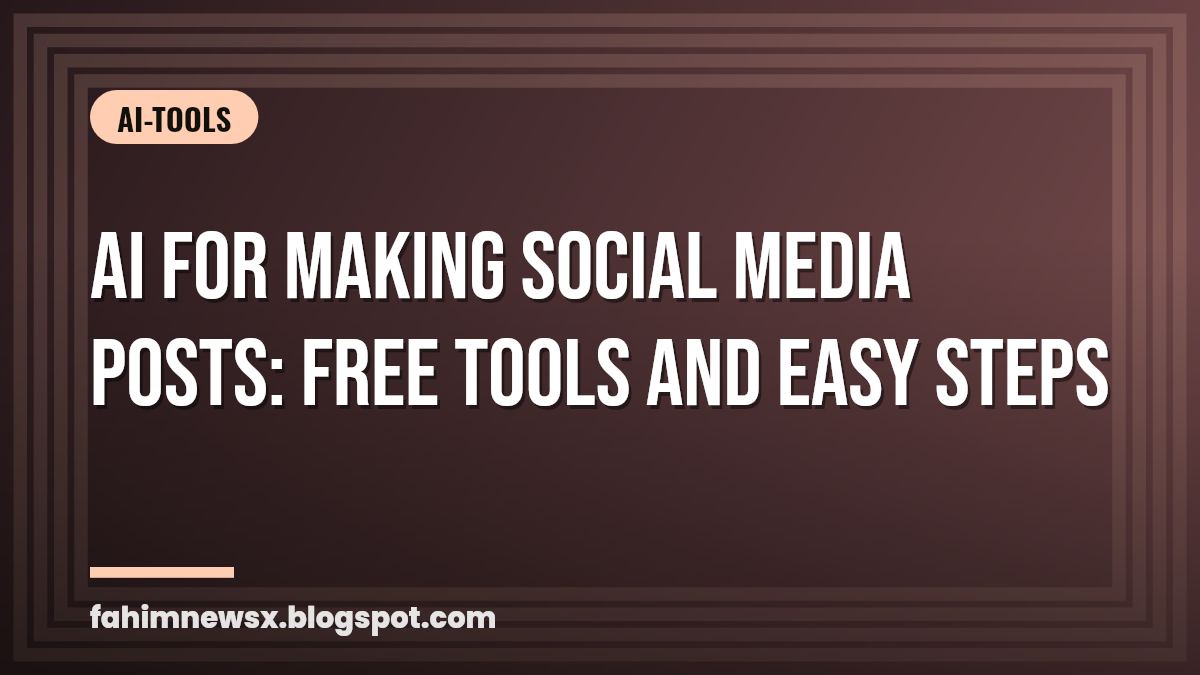 AI-TOOLS
AI FOR MAKING SOCIAL MEDIA
POSTS: FREE TOOLS AND EASY STEPS
fahimnewsx.blogspot.com